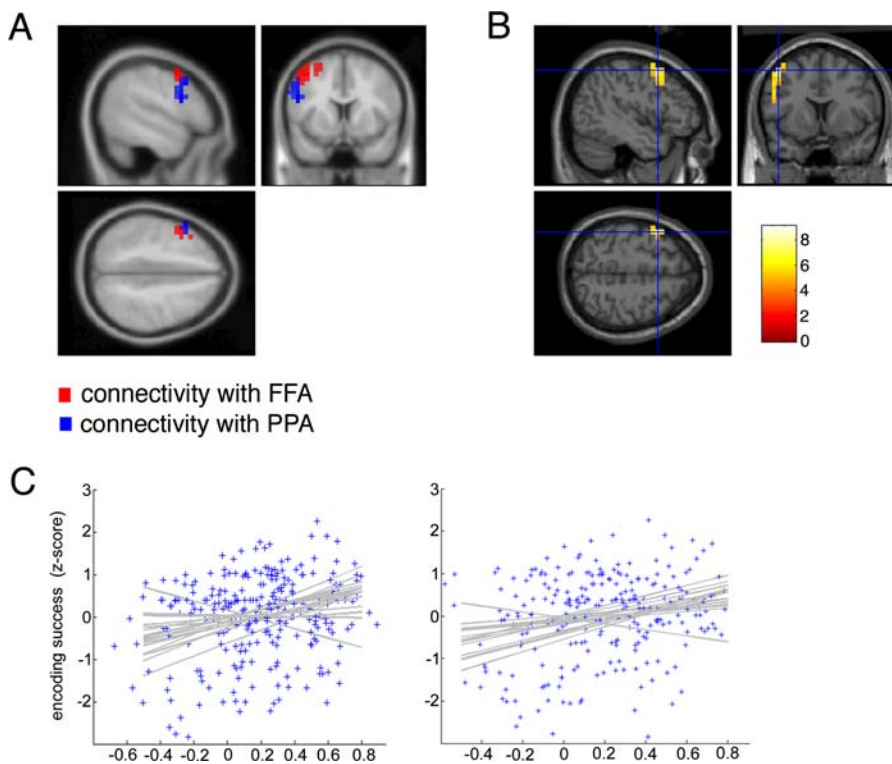 A
B
8
6
4
2
0
connectivity with FFA
connectivity with PPA
C
encoding success (z-score)
3
2
1
0
-1
-2
-0.6 -0.4 -0.2 0 0.2 0.4 0.6 0.8
3
2
1
0
-1
-2
-0.4 -0.2 0 0.2 0.4 0.6 0.8